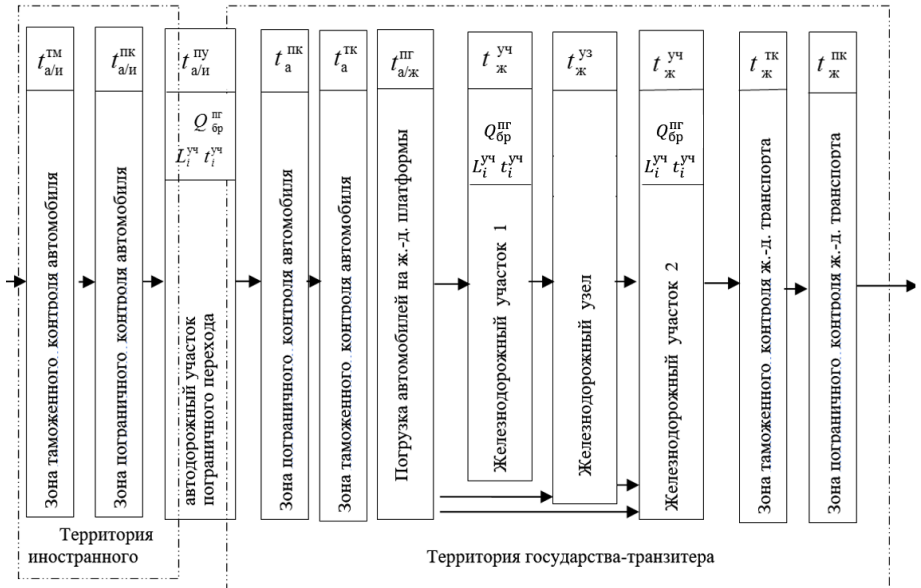 t тм а/и
t пк а/и
t пу а/и
t пк а
t тк а
t пг а/ж
t уч ж
t уз ж
t уч ж
t тк ж
t пк ж
Q пг бр
L уч i t уч i
Q пг бр
L уч i t уч i
Q пг бр
L уч i t уч i
Зона таможенного контроля автомобиля
Зона пограничного контроля автомобиля
автодорожный участок
пограничного перехода
Зона пограничного контроля автомобиля
Зона таможенного контроля автомобиля
Погрузка автомобилей на ж.-д. платформы
Железнодорожный участок 1
Железнодорожный узел
Железнодорожный участок 2
Зона таможенного контроля ж.-д. транспорта
Зона пограничного контроля ж.-д. транспорта
Территория
иностранного
Территория государства-транзитера